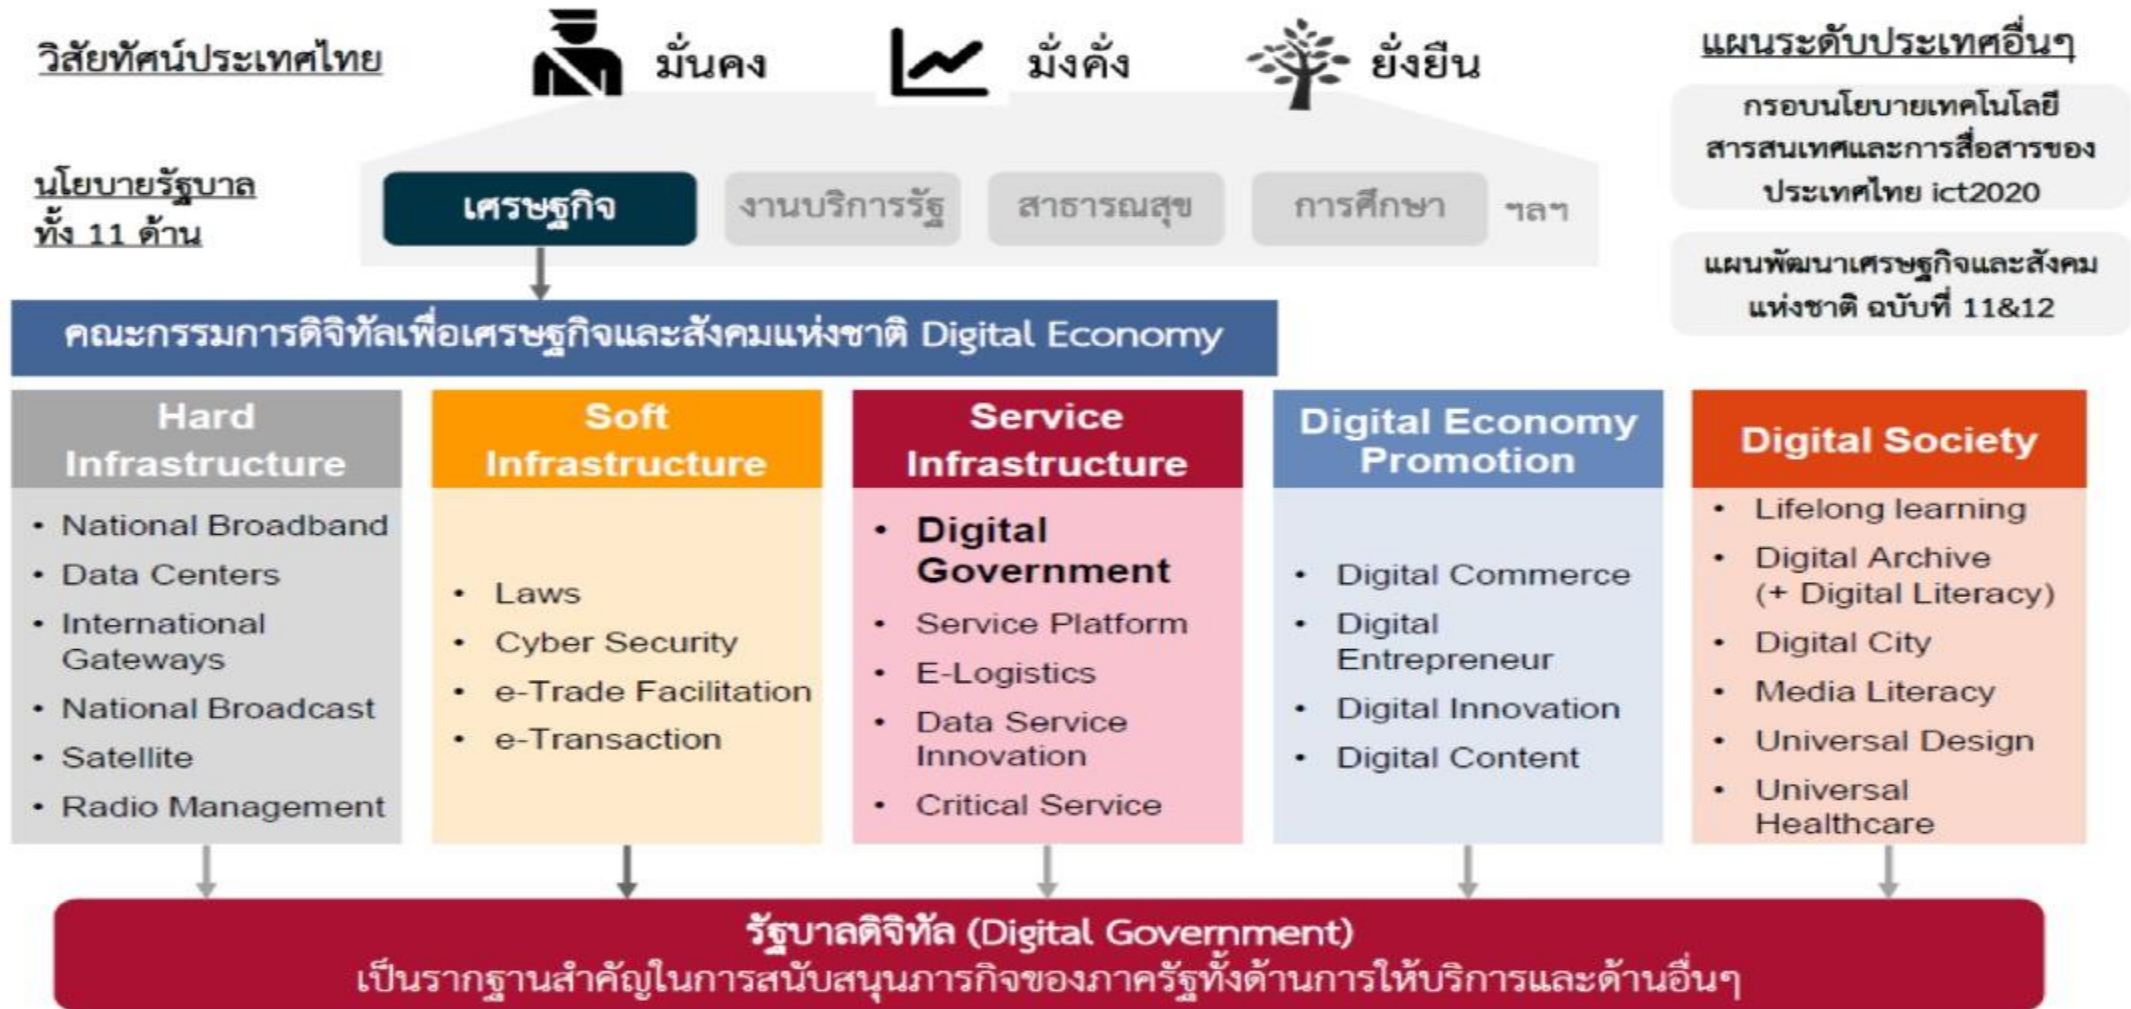 วิสัยทัศน์ประเทศไทย
มั่นคง
มั่งคั่ง
ยั่งยืน
แผนระดับประเทศอื่นๆ
กรอบนโยบายเทคโนโลยี
สารสนเทศและการสื่อสารของ
ประเทศไทย ict2020
แผนพัฒนาเศรษฐกิจและสังคม
แห่งชาติ ฉบับที่ 11&12
นโยบายรัฐบาล
ทั้ง 11 ด้าน
เศรษฐกิจ
งานบริการรัฐ
สาธารณสุข
การศึกษา
ฯลฯ
คณะกรรมการดิจิทัลเพื่อเศรษฐกิจและสังคมแห่งชาติ Digital Economy
Hard
Infrastructure
• National Broadband
• Data Centers
• International
Gateways
• National Broadcast
• Satellite
• Radio Management
Soft
Infrastructure
• Laws
• Cyber Security
• e-Trade Facilitation
• e-Transaction
Service
Infrastructure
• Digital
Government
• Service Platform
• E-Logistics
• Data Service
Innovation
• Critical Service
Digital Economy
Promotion
• Digital Commerce
• Digital
Entrepreneur
• Digital Innovation
• Digital Content
Digital Society
• Lifelong learning
• Digital Archive
(+ Digital Literacy)
• Digital City
• Media Literacy
• Universal Design
• Universal
Healthcare
รัฐบาลดิจิทัล (Digital Government)
เป็นรากฐานสำคัญในการสนับสนุนภารกิจของภาครัฐทั้งด้านการให้บริการและด้านอื่นๆ